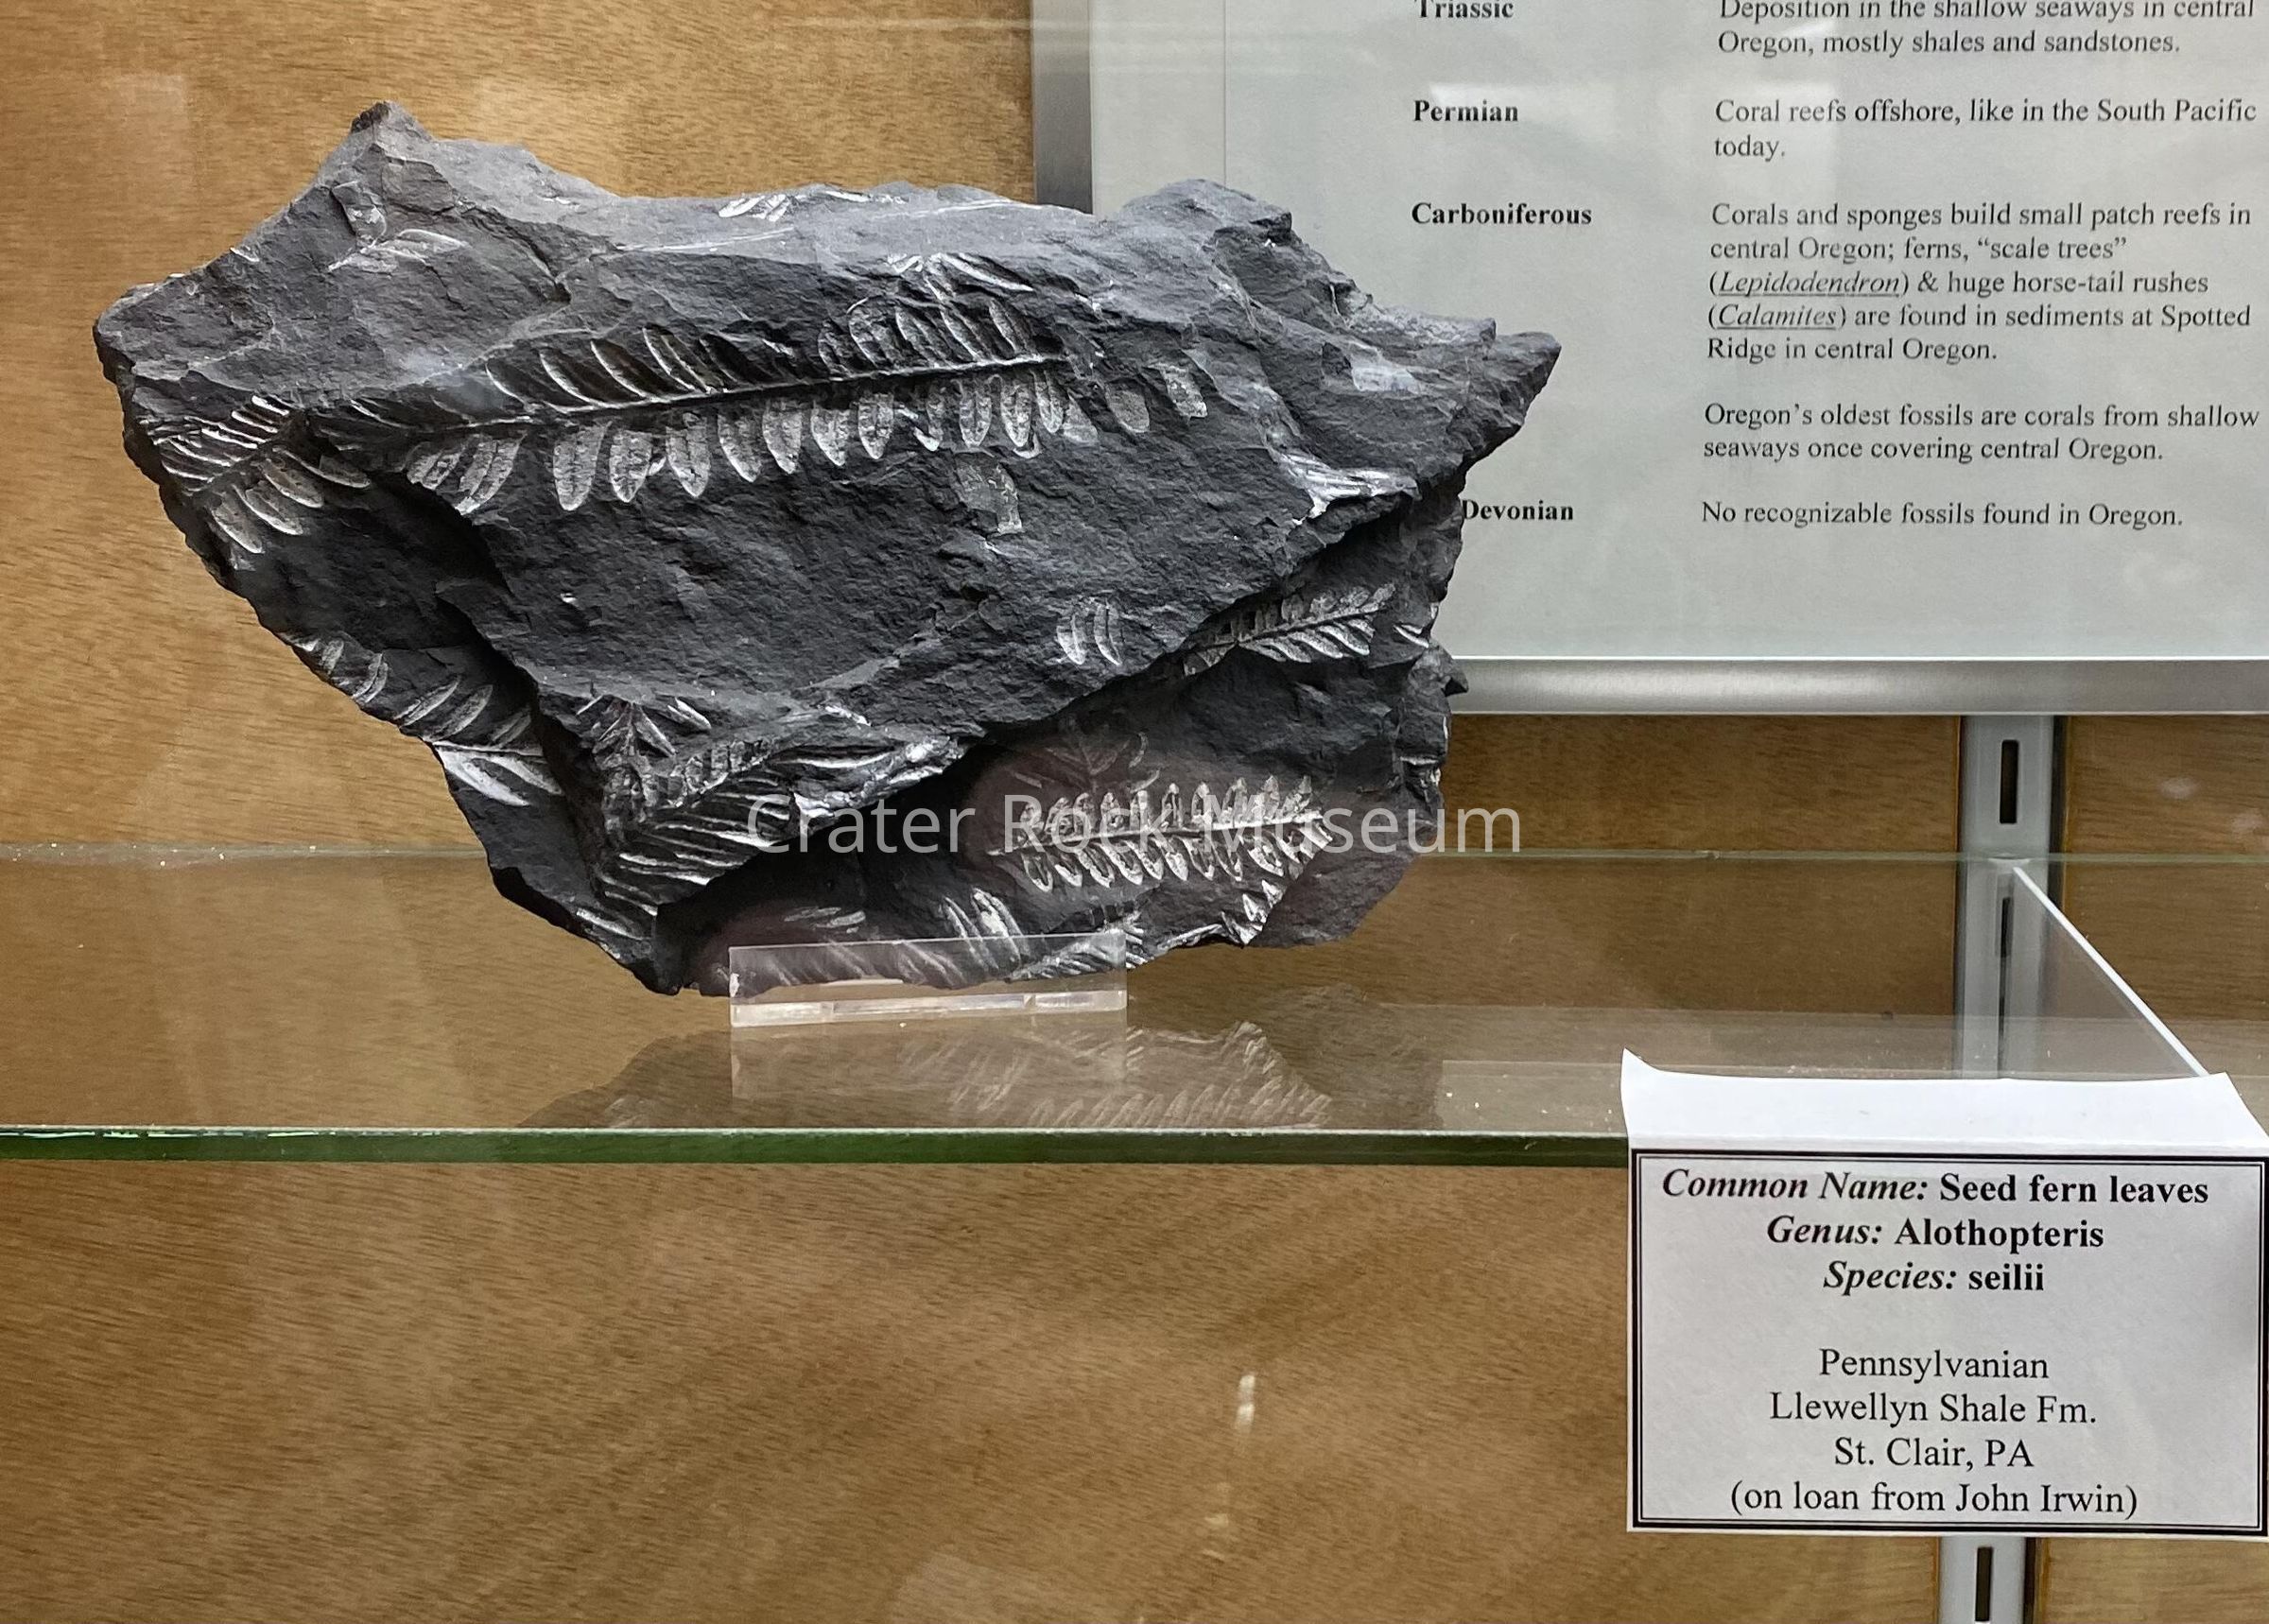 Triassic
Deposition in the shallow seaways in central
Oregon, mostly shales and sandstones.
Permian
Coral reefs offshore, like in the South Pacific
today.
Carboniferous
Corals and sponges build small patch reefs in
central Oregon; ferns, “scale trees”
(Lepidodendron) & huge horse-tail rushes
(Calamites) are found in sediments at Spotted
Ridge in central Oregon.
Oregon’s oldest fossils are corals from shallow
seaways once covering central Oregon.
Devonian
No recognizable fossils found in Oregon.
Crater Rock Museum
Common Name: Seed fern leaves
Genus: Alothopteris
Species: seilii
Pennsylvanian
Llewellyn Shale Fm.
St. Clair, PA
(on loan from John Irwin)